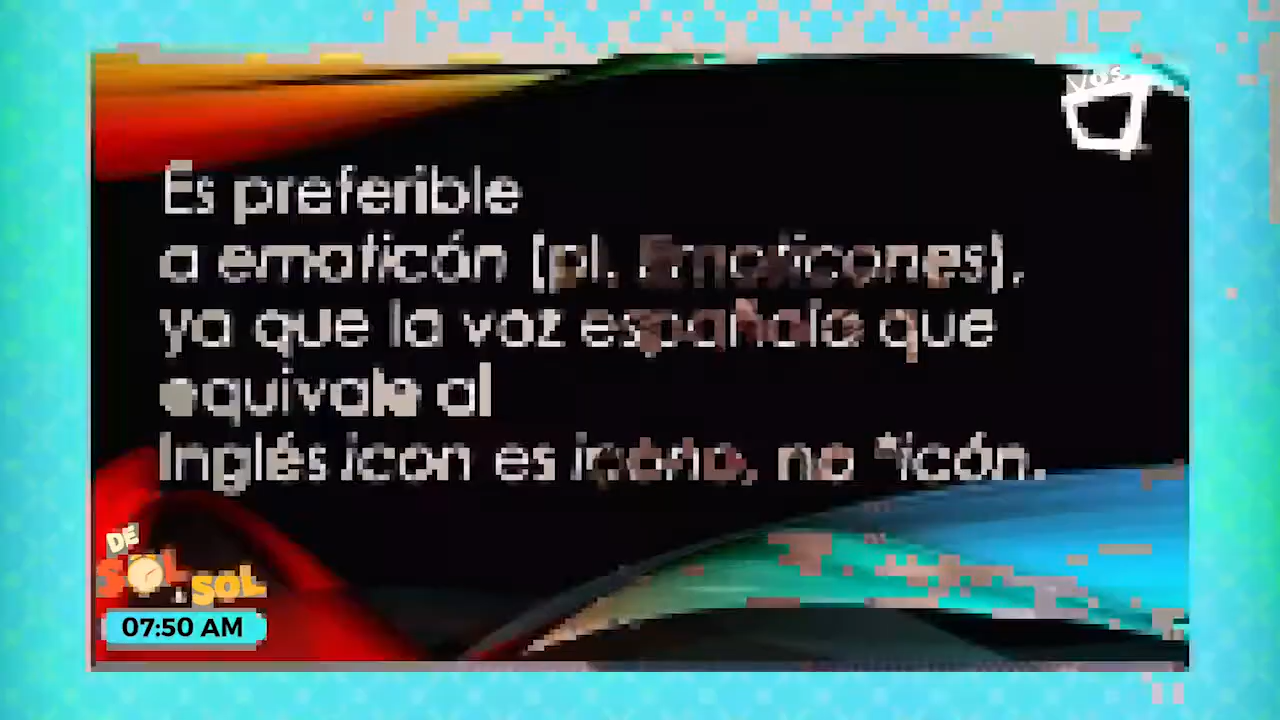 Vos
Es preferible
a emoticón (pl. Emoticones),
ya que la voz española que
equivale al
Inglés icon es icono, no *icón.
DE
SOL
a SOL
07:50 AM